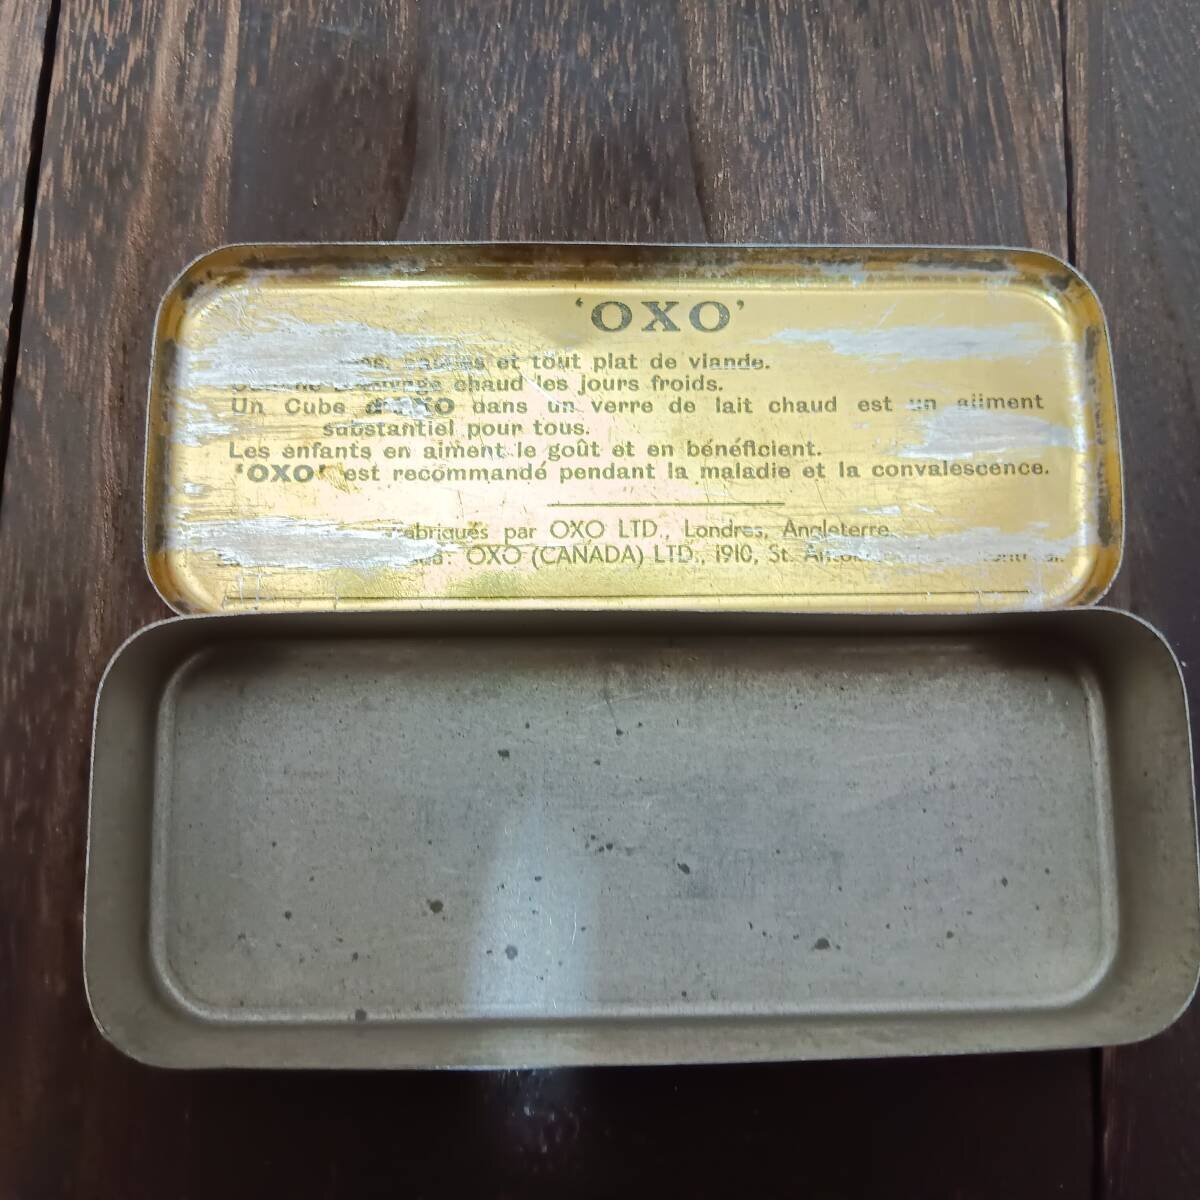 'OXO'
et tout plat de viande.
chaud les jours froids.
Un Cube d'OXO dans un verre de lait chaud est un aliment
substantiel pour tous.
Les enfants en aiment le goût et en bénéficient.
'OXO' est recommandé pendant la maladie et la convalescence.
Fabriqués par OXO LTD., Londres, Angleterre
OXO (CANADA) LTD., 1910, St.